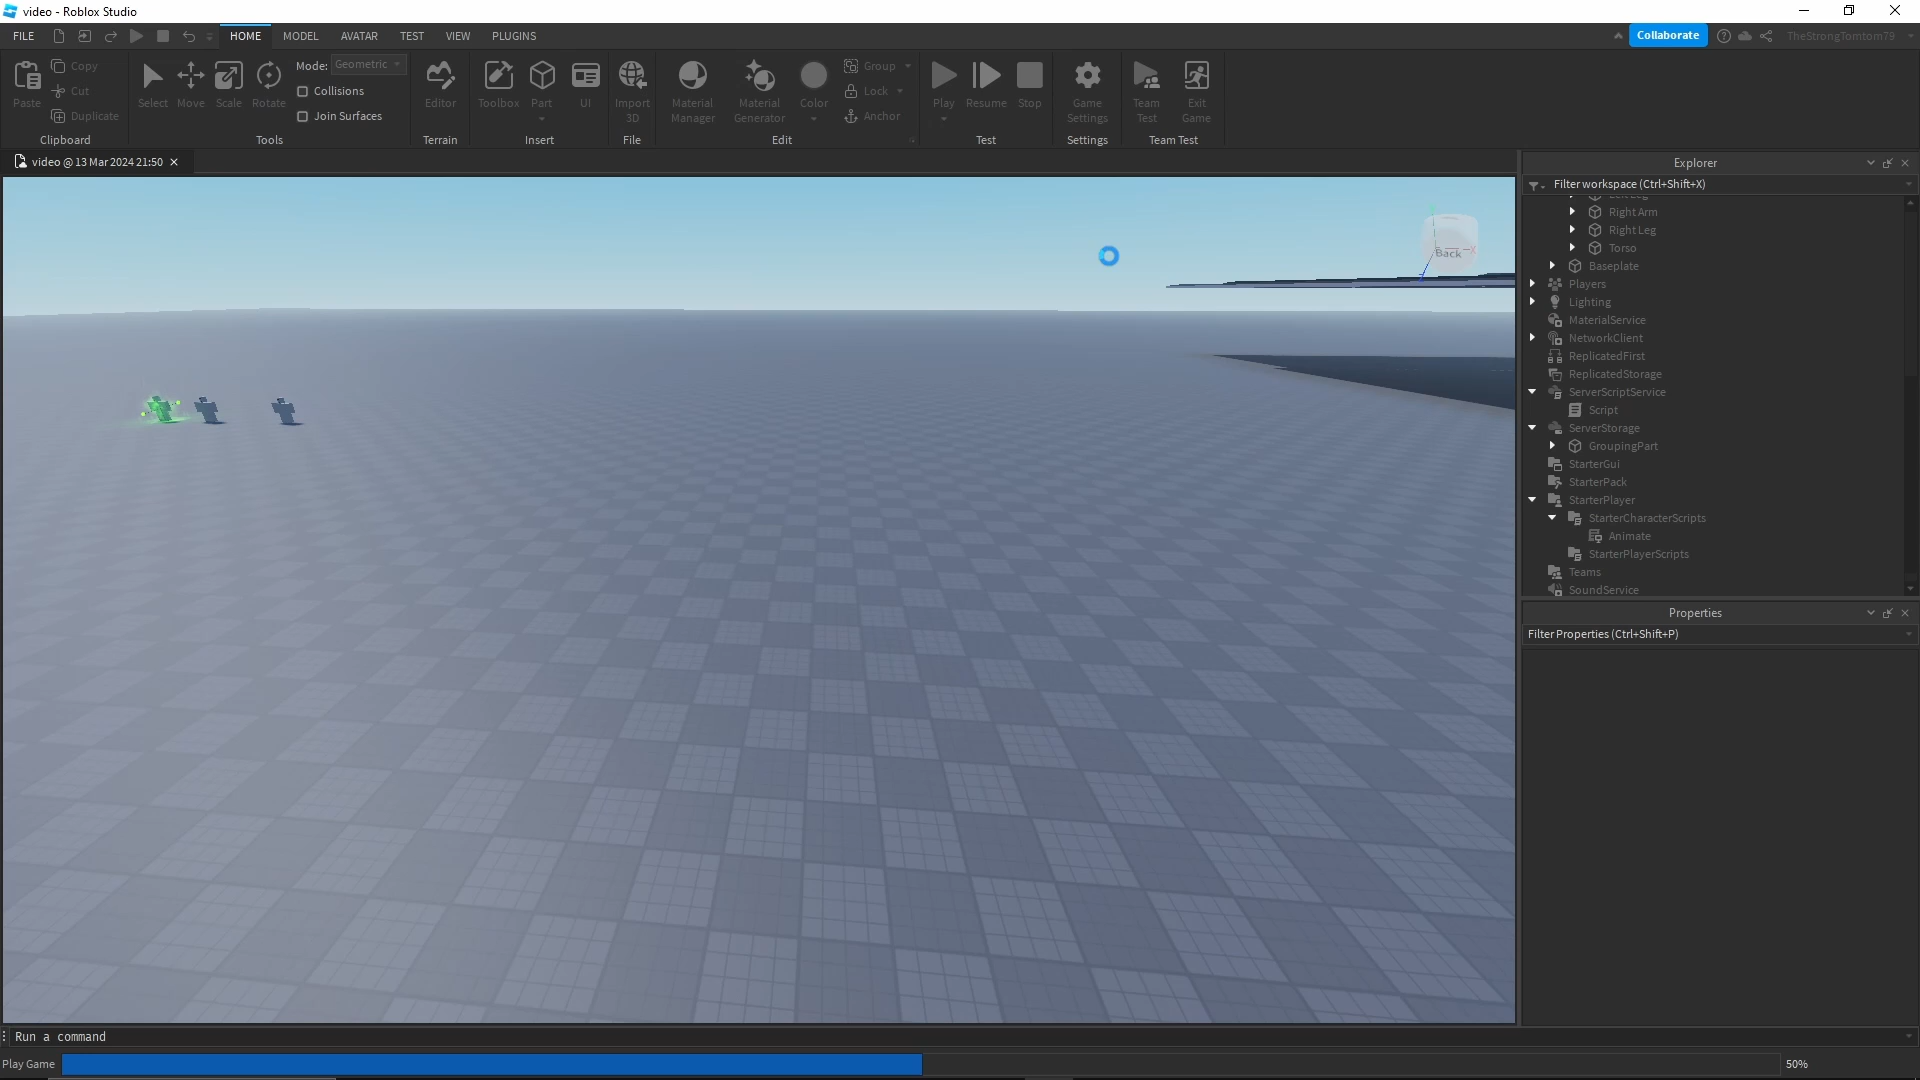 video - Roblox Studio
FILE
HOME
MODEL
AVATAR
TEST
VIEW
PLUGINS
Collaborate
TheStrongTomtom79
Paste
Copy
Cut
Duplicate
Clipboard
Select
Move
Scale
Rotate
Mode:
Geometric
Collisions
Join Surfaces
Tools
Editor
Terrain
Toolbox
Part
UI
Insert
Import
3D
File
Material
Manager
Material
Generator
Color
Group
Lock
Anchor
Edit
Play
Resume
Stop
Test
Game
Settings
Settings
Team
Test
Exit
Game
Team Test
video @ 13 Mar 2024 21:50
Back
X
Explorer
Filter workspace (Ctrl+Shift+X)
Left Leg
Right Arm
Right Leg
Torso
Baseplate
Players
Lighting
MaterialService
NetworkClient
ReplicatedFirst
ReplicatedStorage
ServerScriptService
Script
ServerStorage
GroupingPart
StarterGui
StarterPack
StarterPlayer
StarterCharacterScripts
Animate
StarterPlayerScripts
Teams
SoundService
Properties
Filter Properties (Ctrl+Shift+P)
Run a command
Play Game
50%